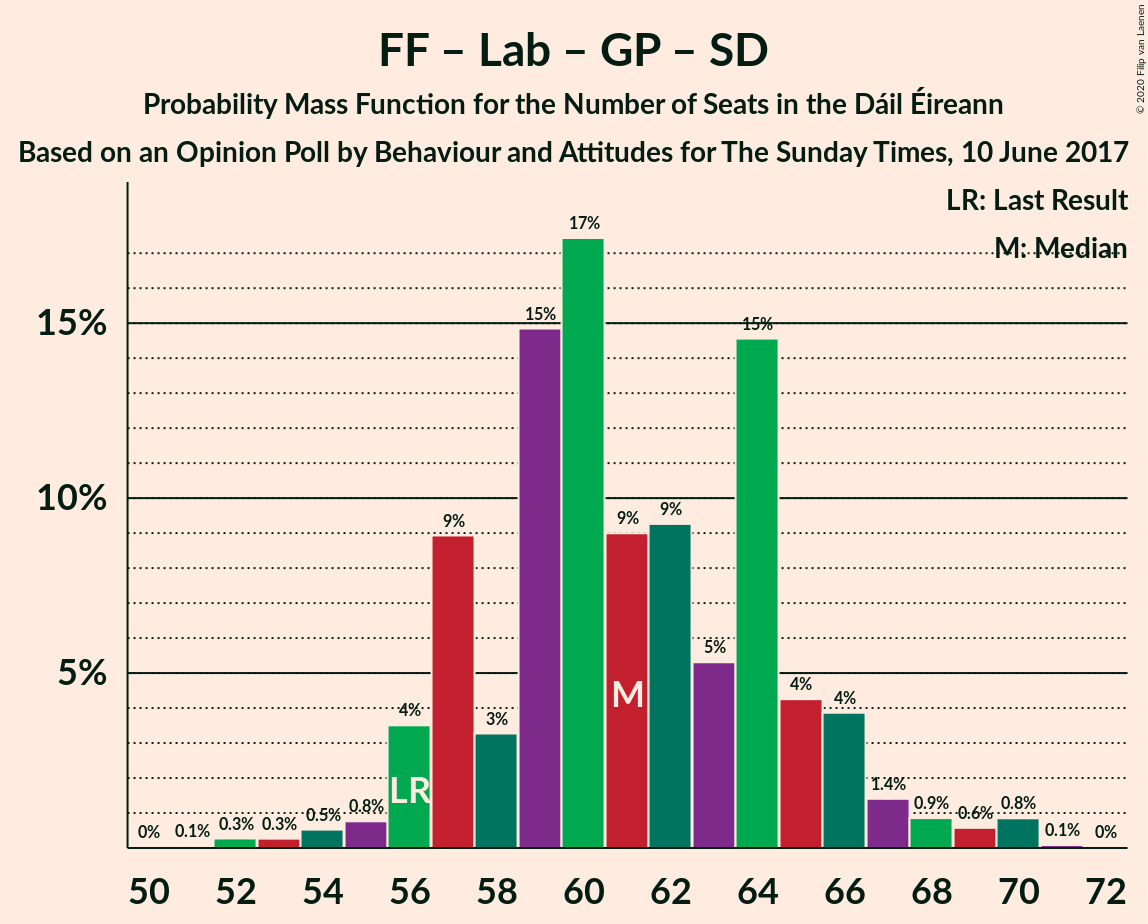 FF – Lab – GP – SD
Probability Mass Function for the Number of Seats in the Dáil Éireann
Based on an Opinion Poll by Behaviour and Attitudes for The Sunday Times, 10 June 2017
© 2020 Filip van Laenen
LR: Last Result
M: Median
15%
10%
5%
0%
0.1%
0.3%
0.3%
0.5%
0.8%
4%
9%
3%
15%
17%
9%
9%
5%
15%
4%
4%
1.4%
0.9%
0.6%
0.8%
0.1%
0%
LR
M
50 52 54 56 58 60 62 64 66 68 70 72